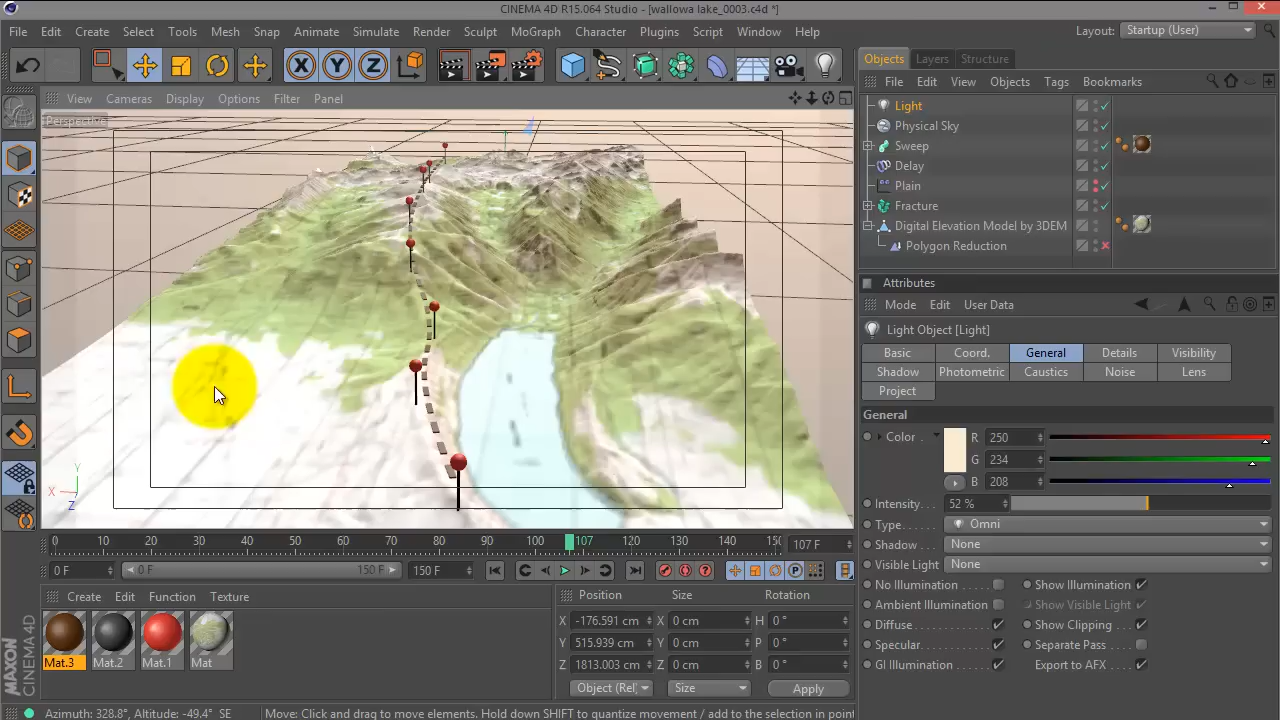 CINEMA 4D R15.064 Studio - [wallowa lake_0003.c4d *]
File Edit Create Select Tools Mesh Snap Animate Simulate Render Sculpt MoGraph Character Plugins Script Window Help
Layout: Startup (User)
Objects Layers Structure
File Edit View Objects Tags Bookmarks
View Cameras Display Options Filter Panel
Perspective
Light
Physical Sky
Sweep
Delay
Plain
Fracture
Digital Elevation Model by 3DEM
Polygon Reduction
Attributes
Mode Edit User Data
Light Object [Light]
Basic Coord. General Details Visibility
Shadow Photometric Caustics Noise Lens
Project
General
Color R 250
G 234
B 208
Intensity 52 %
Type Omni
Shadow None
Visible Light None
No Illumination Show Illumination
Ambient Illumination Show Visible Light
Diffuse Show Clipping
Specular Separate Pass
GI Illumination Export to AFX
Y
X
Z
0 10 20 30 40 50 60 70 80 90 100 107 120 130 140 150 107 F
0 F 0 F 150 F 150 F
Create Edit Function Texture
Mat.3 Mat.2 Mat.1 Mat
Position Size Rotation
X -176.591 cm X 0 cm H 0 °
Y 515.939 cm Y 0 cm P 0 °
Z 1813.003 cm Z 0 cm B 0 °
Object (Rel) Size Apply
MAXON
CINEMA 4D
Azimuth: 328.8°, Altitude: -49.4° SE Move: Click and drag to move elements. Hold down SHIFT to quantize movement / add to the selection in point